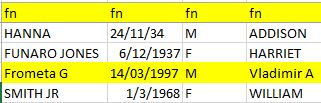 fn fn fn fn
HANNA 24/11/34 M ADDISON
FUNARO JONES 6/12/1937 F HARRIET
Frometa G 14/03/1997 M Vladimir A
SMITH JR 1/3/1968 F WILLIAM